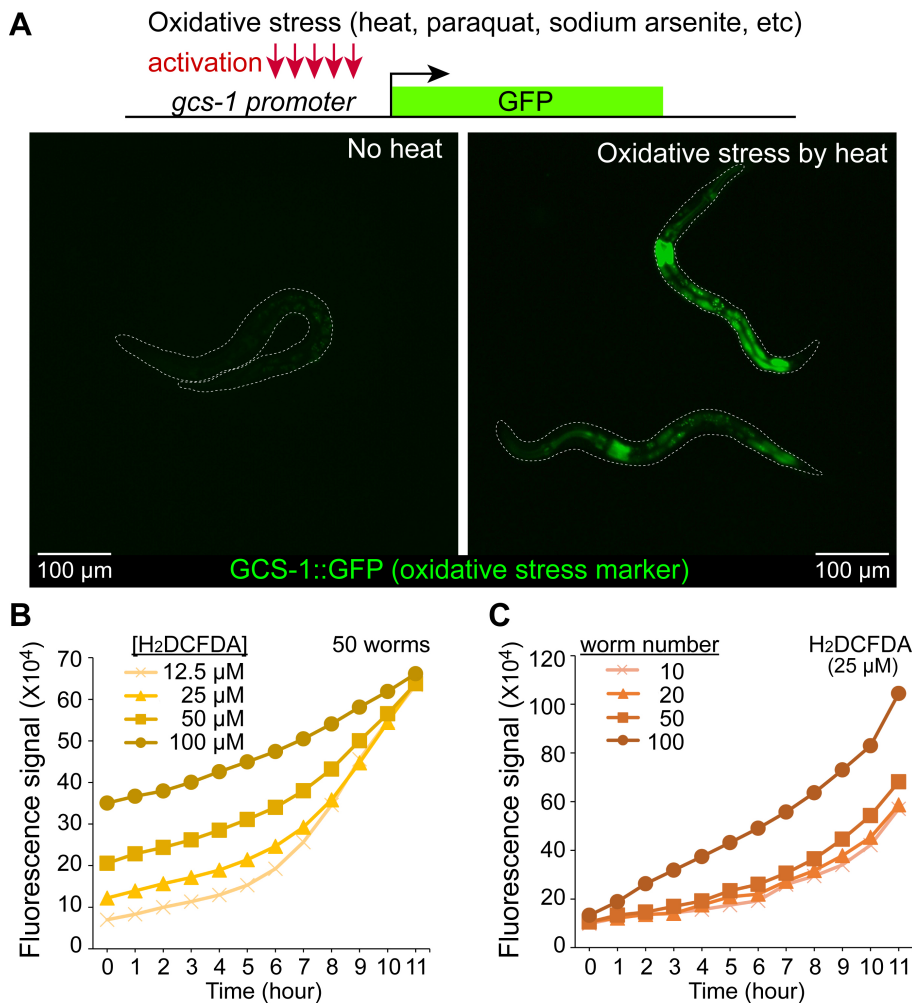 A
Oxidative stress (heat, paraquat, sodium arsenite, etc)
activation
gcs-1 promoter
GFP
No heat
Oxidative stress by heat
100 µm
GCS-1::GFP (oxidative stress marker)
100 µm
B
[H₂DCFDA]
50 worms
12.5 µM
25 µM
50 µM
100 µM
Fluorescence signal (X10⁴)
70
60
50
40
30
20
10
0
0 1 2 3 4 5 6 7 8 9 10 11
Time (hour)
C
worm number
H₂DCFDA
(25 µM)
10
20
50
100
Fluorescence signal (X10⁴)
120
100
80
60
40
20
0
0 1 2 3 4 5 6 7 8 9 10 11
Time (hour)